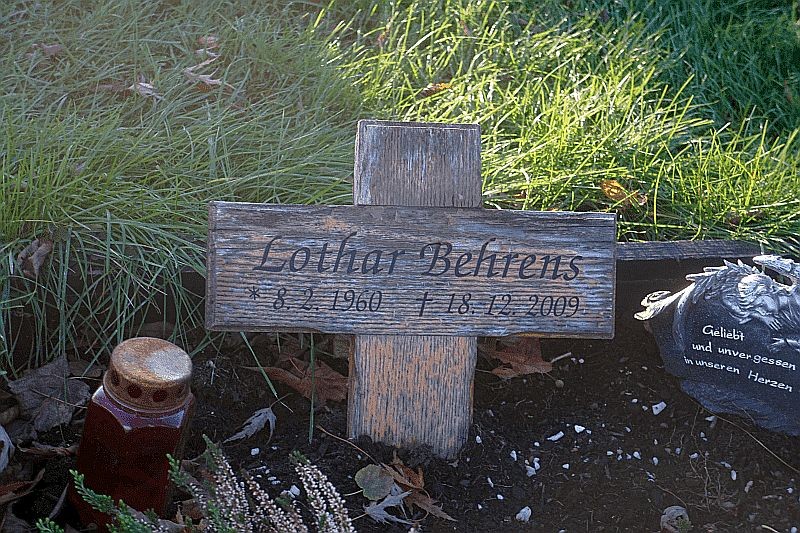 Lothar Behrens
* 8. 2. 1960 † 18. 12. 2009
Geliebt
und unvergessen
in unseren Herzen